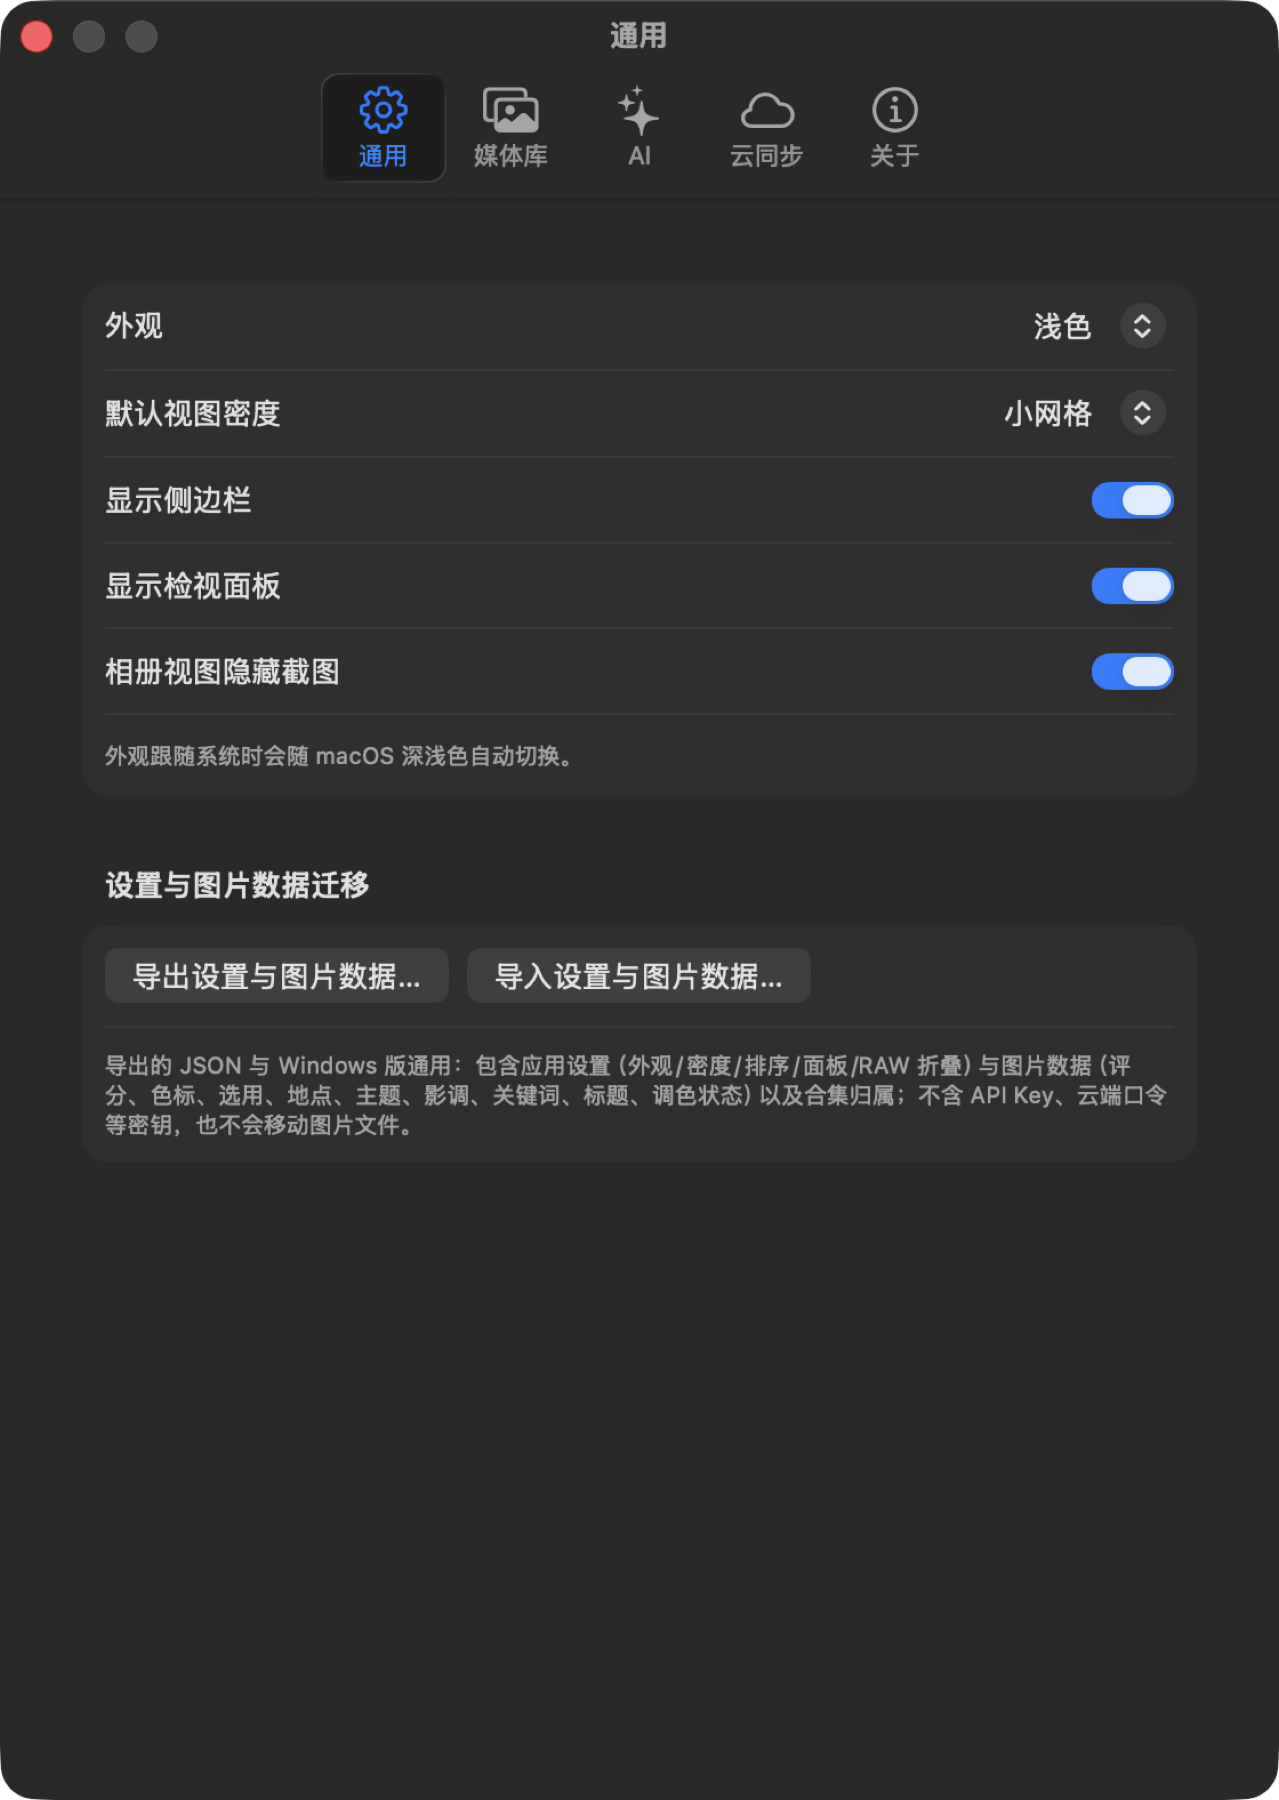 通用
通用
媒体库
AI
云同步
关于
外观
浅色
默认视图密度
小网格
显示侧边栏
显示检视面板
相册视图隐藏截图
外观跟随系统时会随 macOS 深浅色自动切换。
设置与图片数据迁移
导出设置与图片数据...
导入设置与图片数据...
导出的 JSON 与 Windows 版通用：包含应用设置（外观/密度/排序/面板/RAW 折叠）与图片数据（评
分、色标、选用、地点、主题、影调、关键词、标题、调色状态）以及合集归属；不含 API Key、云端口令
等密钥，也不会移动图片文件。